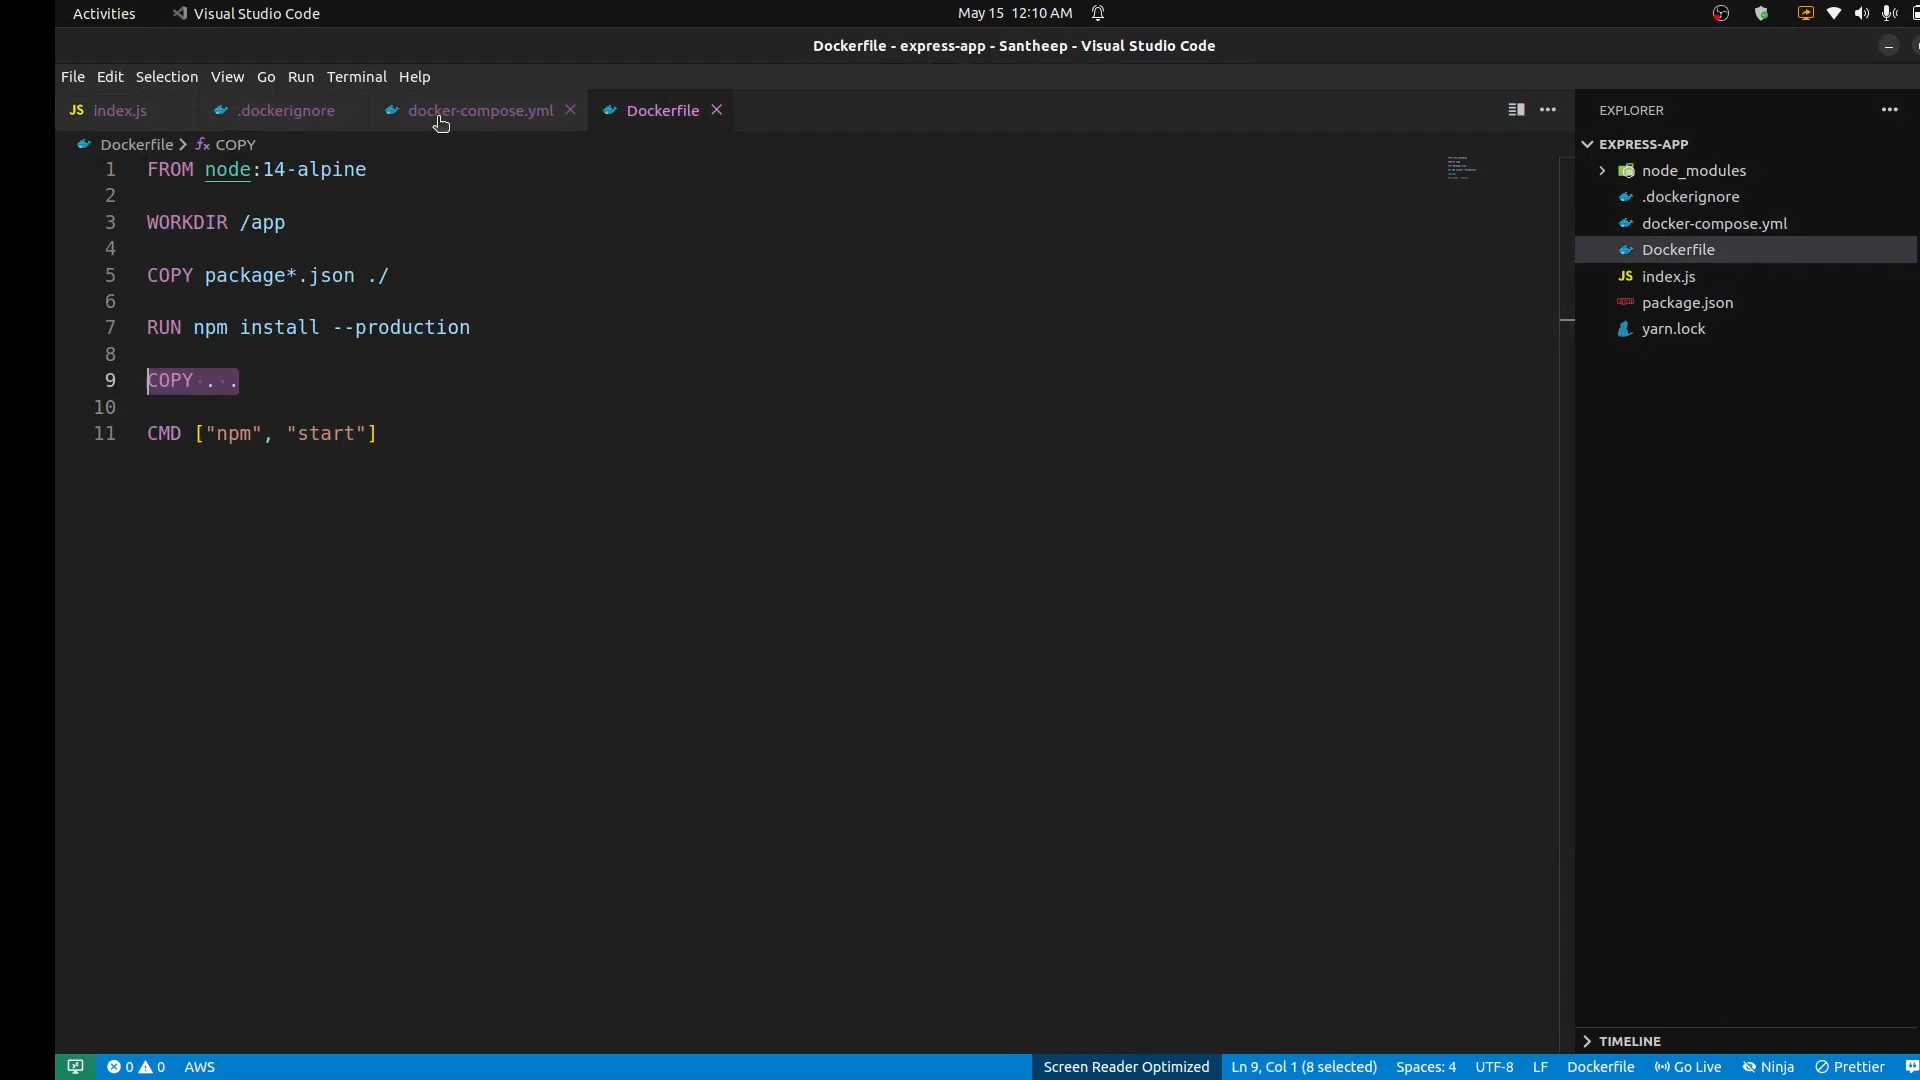 Activities Visual Studio Code May 15 12:10 AM
Dockerfile - express-app - Santheep - Visual Studio Code
File Edit Selection View Go Run Terminal Help
JS index.js .dockerignore docker-compose.yml Dockerfile
Dockerfile > COPY
1 FROM node:14-alpine
2
3 WORKDIR /app
4
5 COPY package*.json ./
6
7 RUN npm install --production
8
9 COPY . .
10
11 CMD ["npm", "start"]
EXPLORER
EXPRESS-APP
node_modules
.dockerignore
docker-compose.yml
Dockerfile
JS index.js
package.json
yarn.lock
TIMELINE
0 0 AWS Screen Reader Optimized Ln 9, Col 1 (8 selected) Spaces: 4 UTF-8 LF Dockerfile Go Live Ninja Prettier